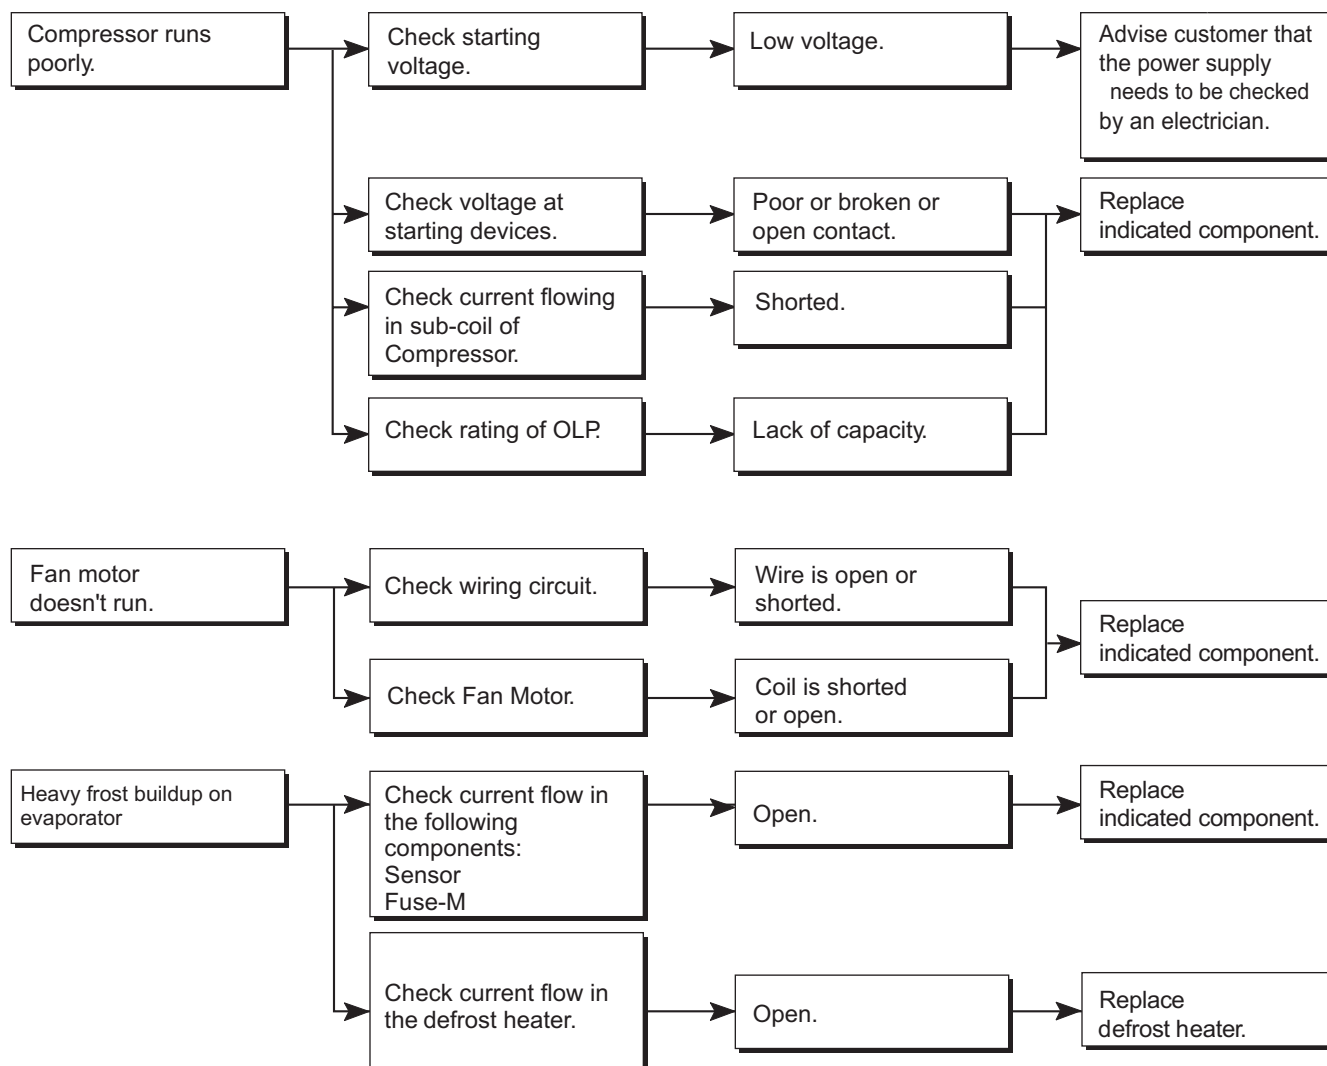 Compressor runs
poorly.
Check starting
voltage.
Low voltage.
Advise customer that
the power supply
needs to be checked
by an electrician.
Check voltage at
starting devices.
Poor or broken or
open contact.
Replace
indicated component.
Check current flowing
in sub-coil of
Compressor.
Shorted.
Check rating of OLP.
Lack of capacity.
Fan motor
doesn't run.
Check wiring circuit.
Wire is open or
shorted.
Replace
indicated component.
Check Fan Motor.
Coil is shorted
or open.
Heavy frost buildup on
evaporator
Check current flow in
the following
components:
Sensor
Fuse-M
Open.
Replace
indicated component.
Check current flow in
the defrost heater.
Open.
Replace
defrost heater.